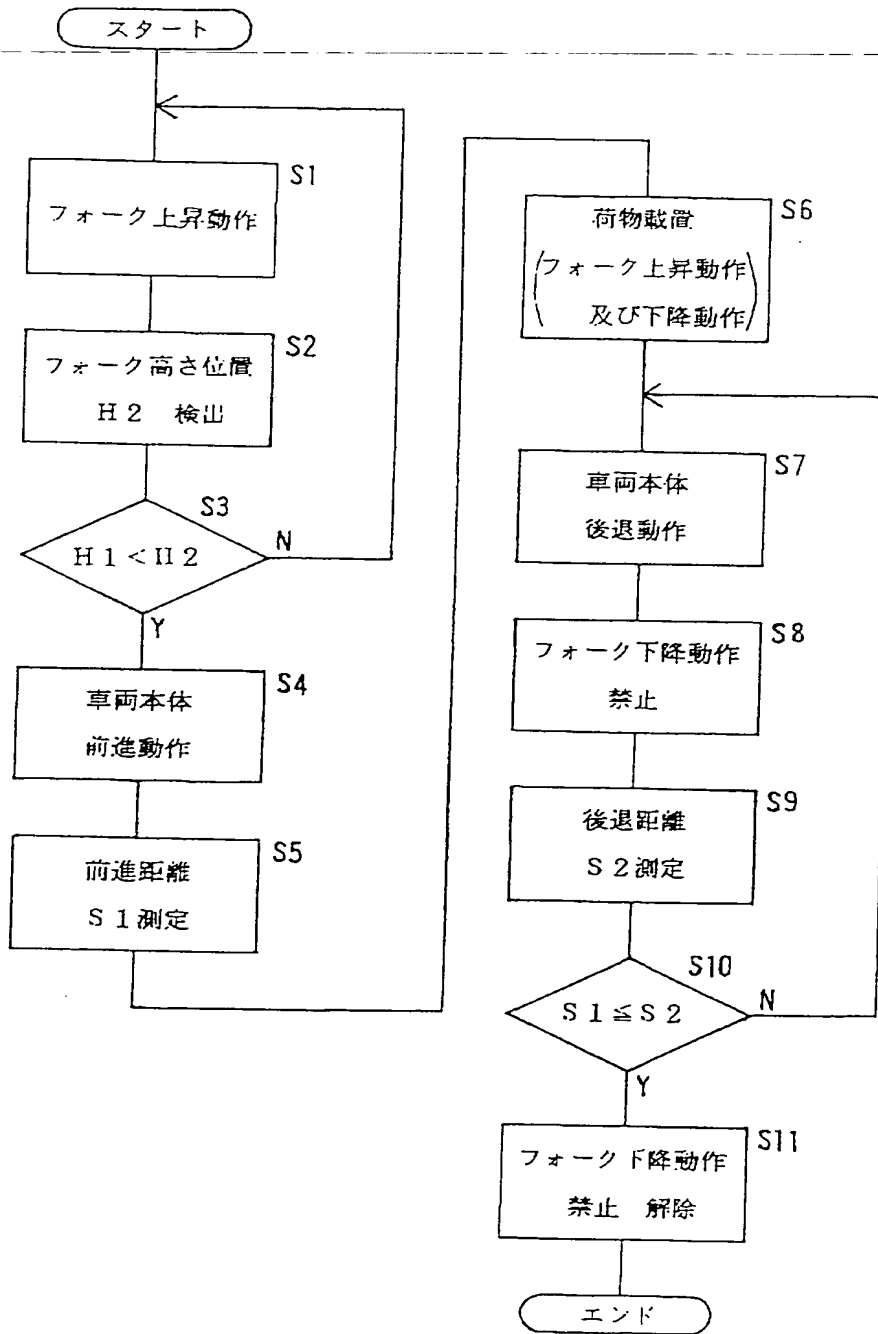 スタート
S1
フォーク上昇動作
S2
フォーク高さ位置
H2 検出
S3
H1<H2
N
Y
S4
車両本体
前進動作
S5
前進距離
S1測定
S6
荷物載置
(フォーク上昇動作
及び下降動作)
S7
車両本体
後退動作
S8
フォーク下降動作
禁止
S9
後退距離
S2測定
S10
S1≦S2
N
Y
S11
フォーク下降動作
禁止 解除
エンド